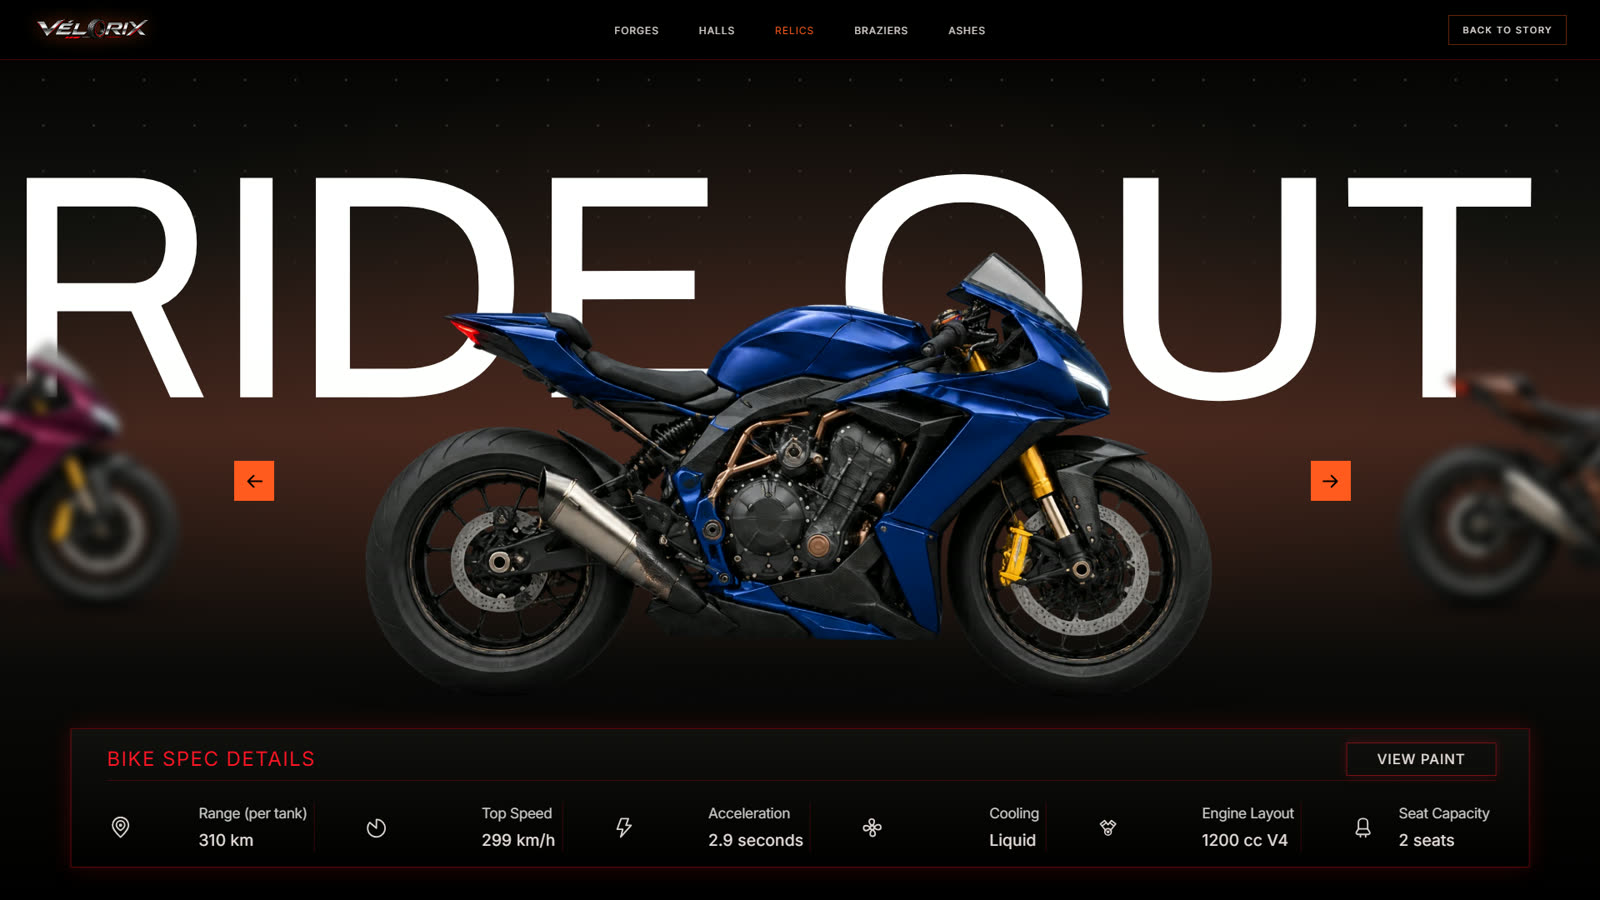 VÉLORIX
FORGES
HALLS
RELICS
BRAZIERS
ASHES
BACK TO STORY
RIDE OUT
BIKE SPEC DETAILS
VIEW PAINT
Range (per tank)
310 km
Top Speed
299 km/h
Acceleration
2.9 seconds
Cooling
Liquid
Engine Layout
1200 cc V4
Seat Capacity
2 seats